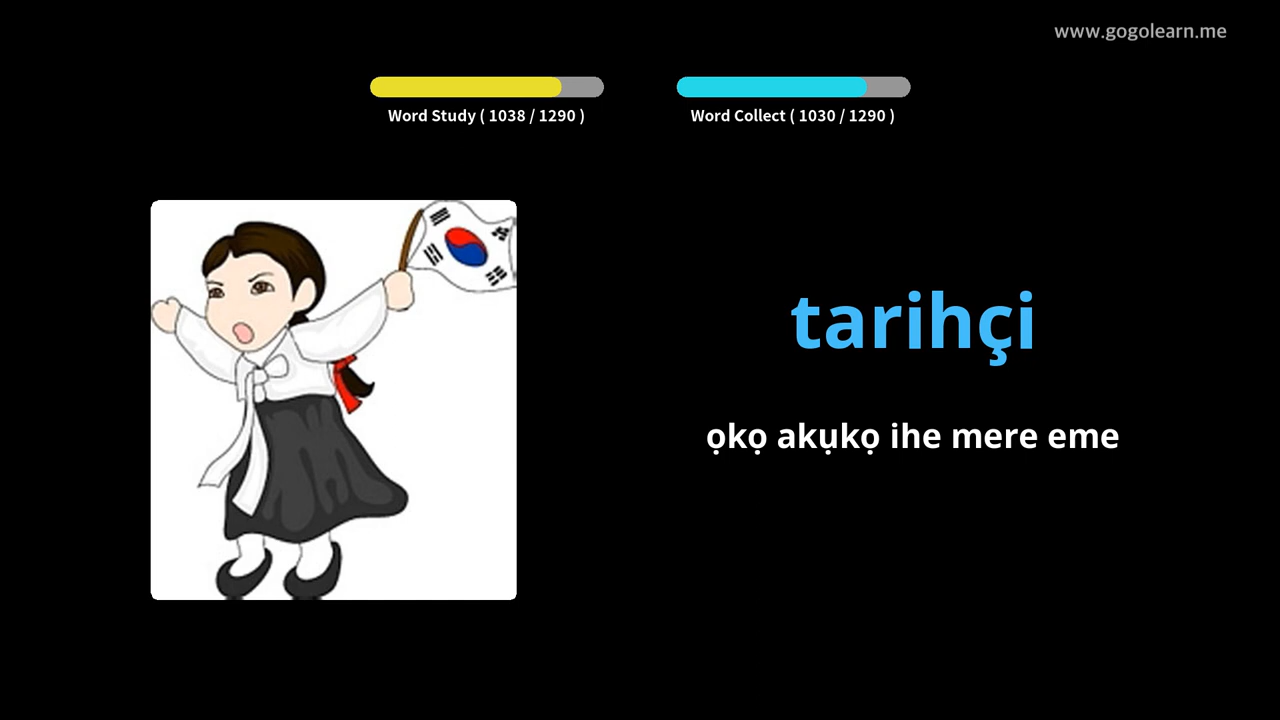 www.gogolearn.me
Word Study ( 1038 / 1290 )
Word Collect ( 1030 / 1290 )
tarihçi
ọkọ akụkọ ihe mere eme